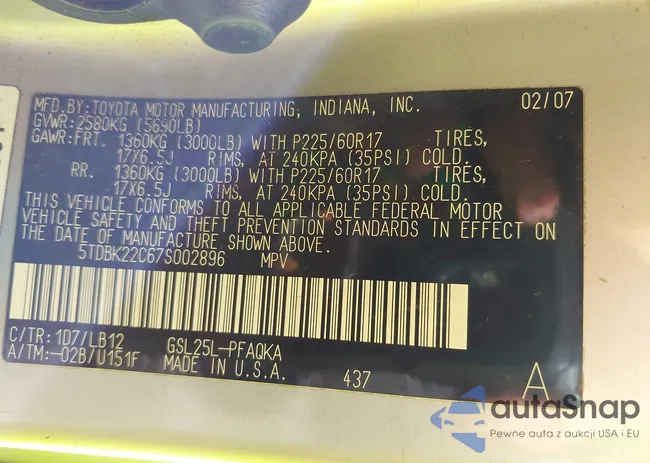 MFD.BY:TOYOTA MOTOR MANUFACTURING, INDIANA, INC. 02/07
GVWR:2580KG (5690LB)
GAWR:FRT. 1360KG (3000LB) WITH P225/60R17 TIRES,
17X6.5J RIMS, AT 240KPA (35PSI) COLD.
RR. 1360KG (3000LB) WITH P225/60R17 TIRES,
17X6.5J RIMS, AT 240KPA (35PSI) COLD.
THIS VEHICLE CONFORMS TO ALL APPLICABLE FEDERAL MOTOR
VEHICLE SAFETY AND THEFT PREVENTION STANDARDS IN EFFECT ON
THE DATE OF MANUFACTURE SHOWN ABOVE.
5TDBK22C67S002896 MPV
C/TR:1D7/LB12 GSL25L-PFAQKA
A/TM:-02B/U151F MADE IN U.S.A. 437 A
autaSnap
Pewne auta z aukcji USA i EU